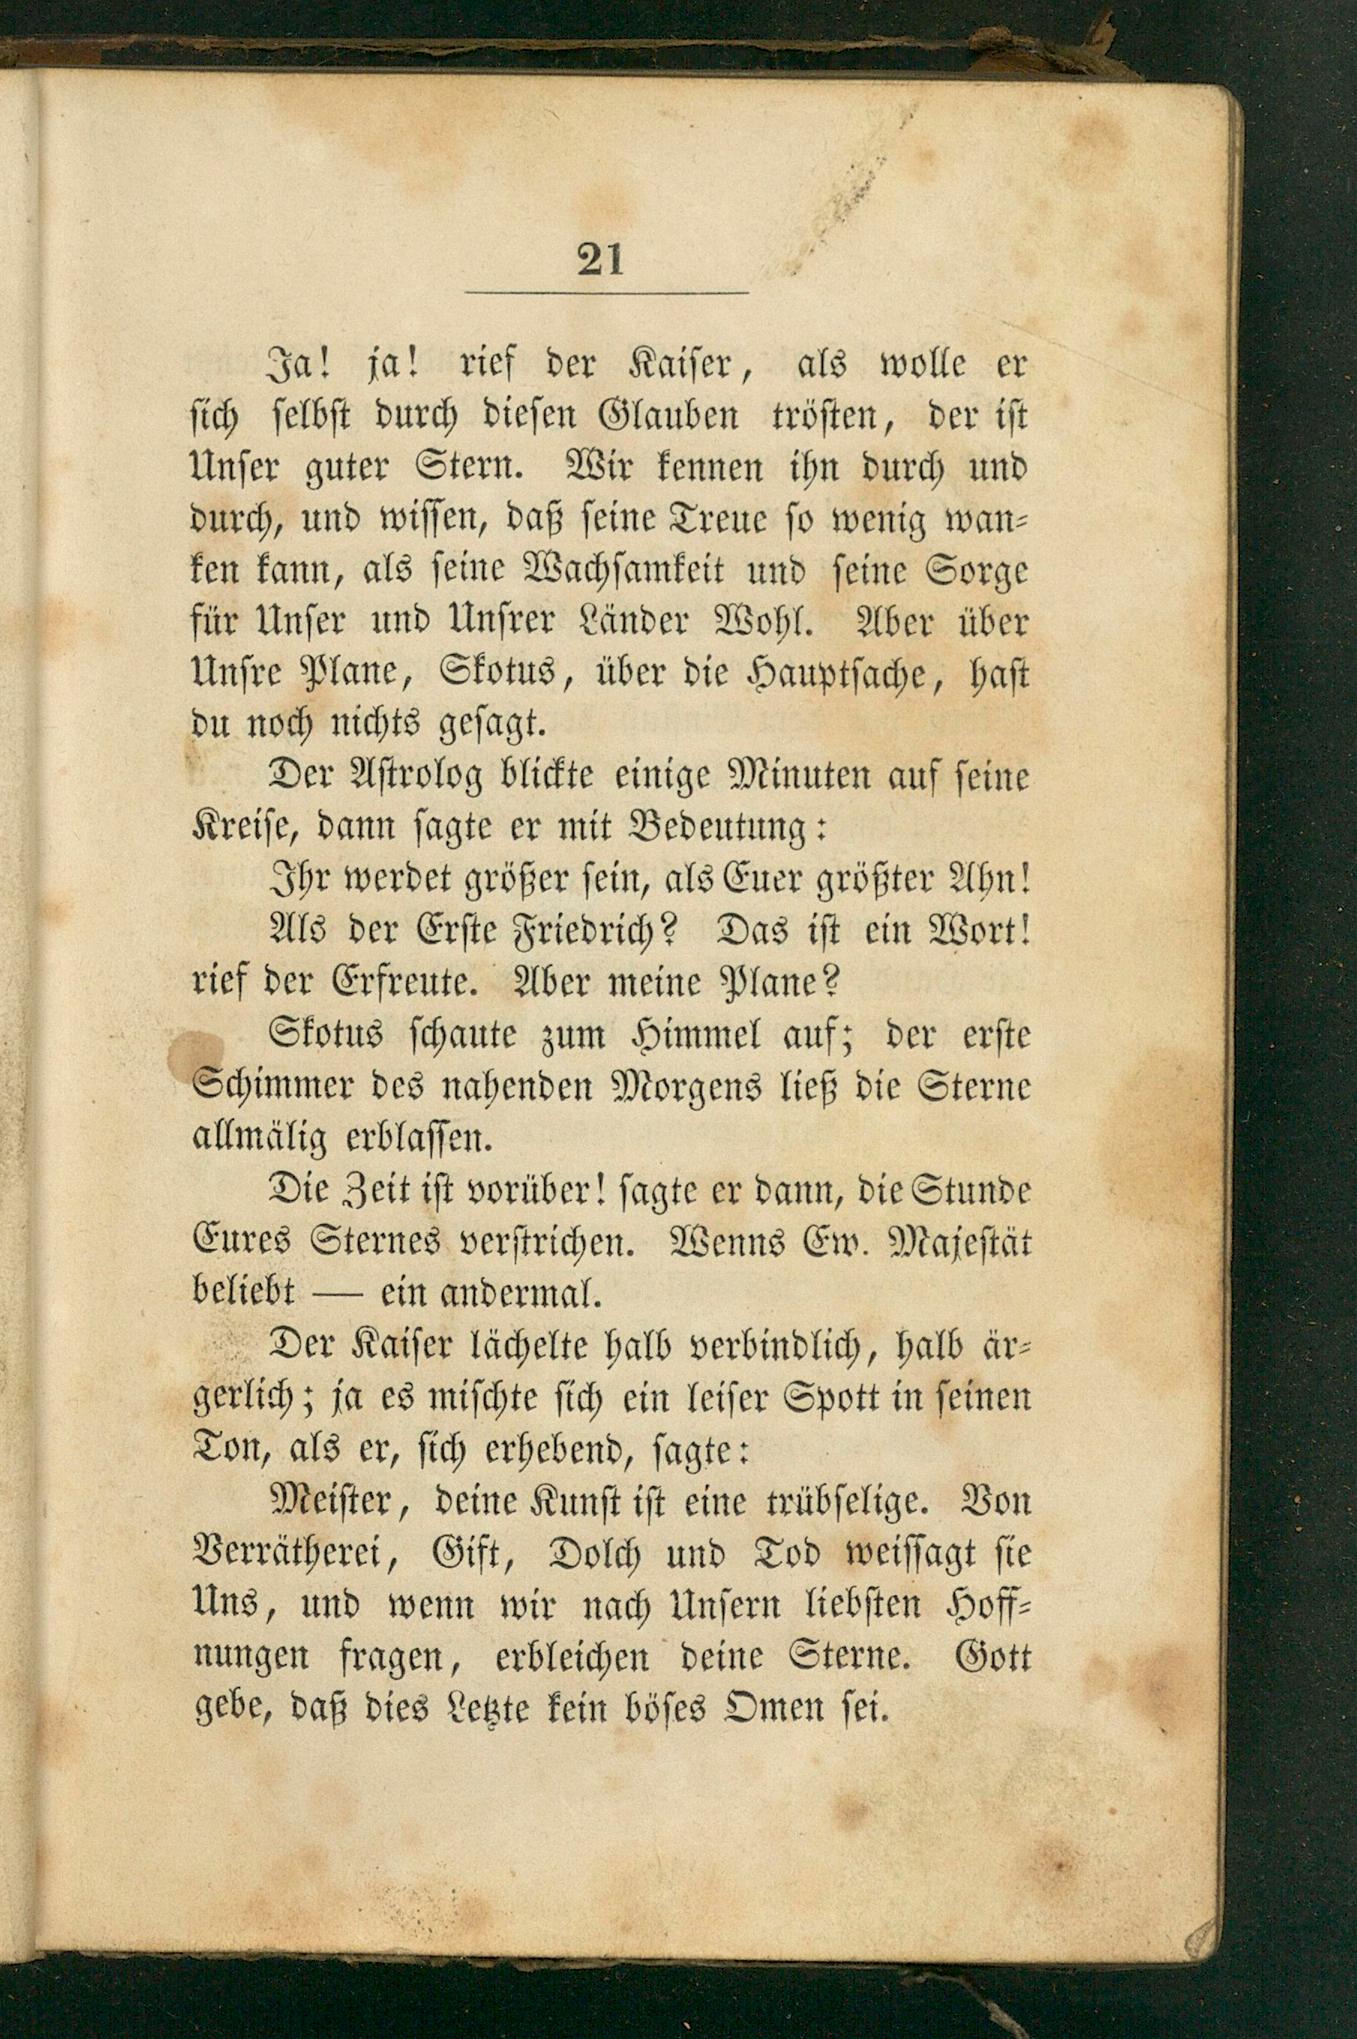 21
Ja! ja! rief der Kaiser, als wolle er
sich selbst durch diesen Glauben trösten, der ist
Unser guter Stern. Wir kennen ihn durch und
durch, und wissen, daß seine Treue so wenig wan-
ken kann, als seine Wachsamkeit und seine Sorge
für Unser und Unsrer Länder Wohl. Aber über
Unsre Plane, Skotus, über die Hauptsache, hast
du noch nichts gesagt.
Der Astrolog blickte einige Minuten auf seine
Kreise, dann sagte er mit Bedeutung:
Ihr werdet größer sein, als Euer größter Ahn!
Als der Erste Friedrich? Das ist ein Wort!
rief der Erfreute. Aber meine Plane?
Skotus schaute zum Himmel auf; der erste
Schimmer des nahenden Morgens ließ die Sterne
allmälig erblassen.
Die Zeit ist vorüber! sagte er dann, die Stunde
Eures Sternes verstrichen. Wenns Ew. Majestät
beliebt — ein andermal.
Der Kaiser lächelte halb verbindlich, halb är-
gerlich; ja es mischte sich ein leiser Spott in seinen
Ton, als er, sich erhebend, sagte:
Meister, deine Kunst ist eine trübselige. Von
Verrätherei, Gift, Dolch und Tod weissagt sie
Uns, und wenn wir nach Unsern liebsten Hoff-
nungen fragen, erbleichen deine Sterne. Gott
gebe, daß dies Letzte kein böses Omen sei.